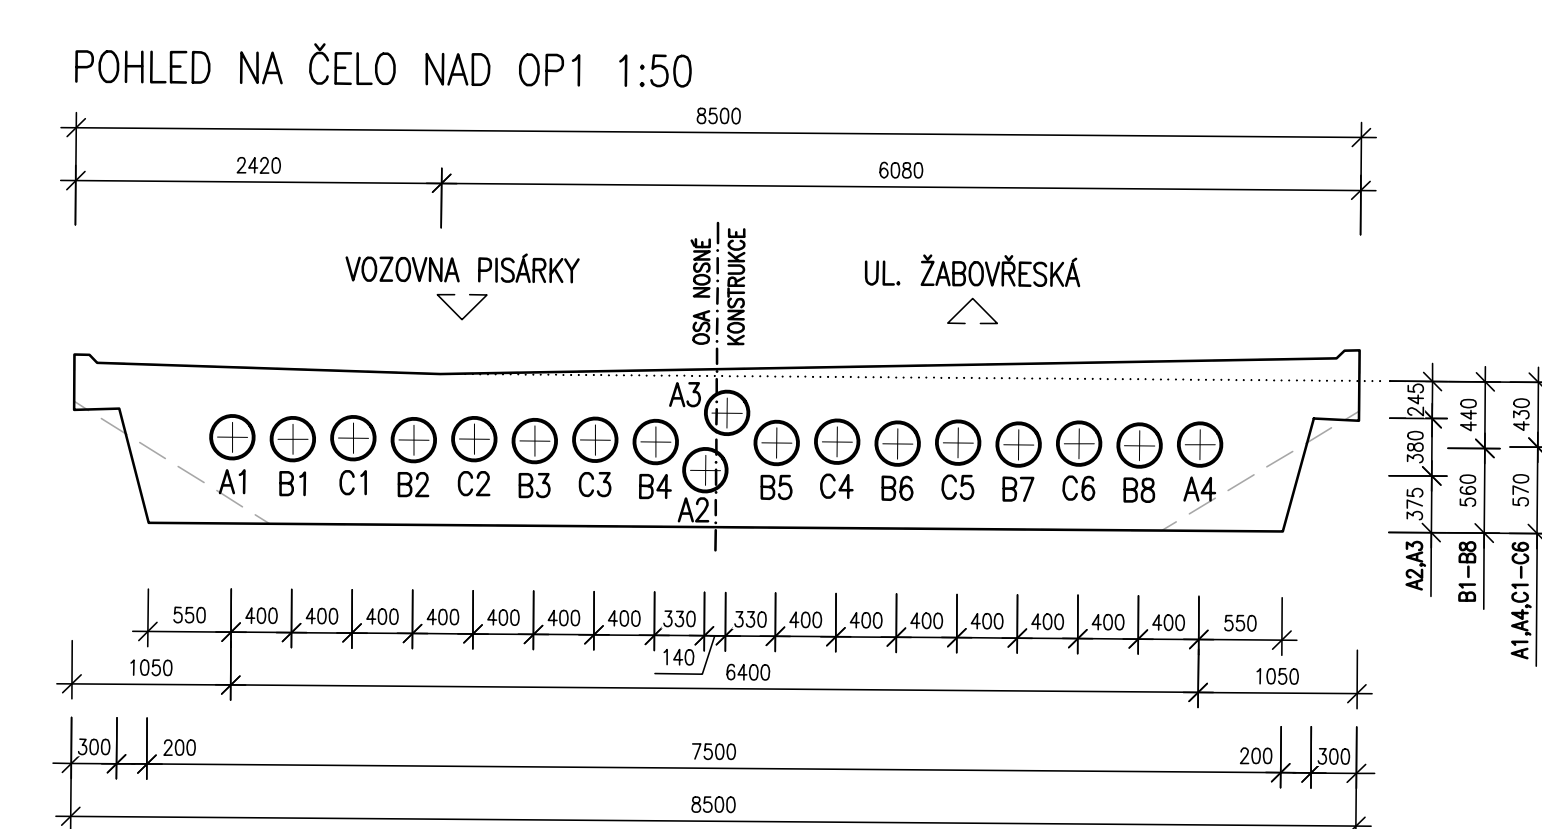 POHLED NA ČELO NAD OP1 1:50
8500
2420 6080
VOZOVNA PISÁRKY
OSA NOSNÉ
KONSTRUKCE
UL. ŽABOVŘESKÁ
A3
A1 B1 C1 B2 C2 B3 C3 B4 A2 B5 C4 B6 C5 B7 C6 B8 A4
245 380 375 A2,A3
440 560 B1-B8
430 570 A1,A4,C1-C6
550 400 400 400 400 400 400 400 330 330 400 400 400 400 400 400 400 550
140
1050 6400 1050
300 200 7500 200 300
8500